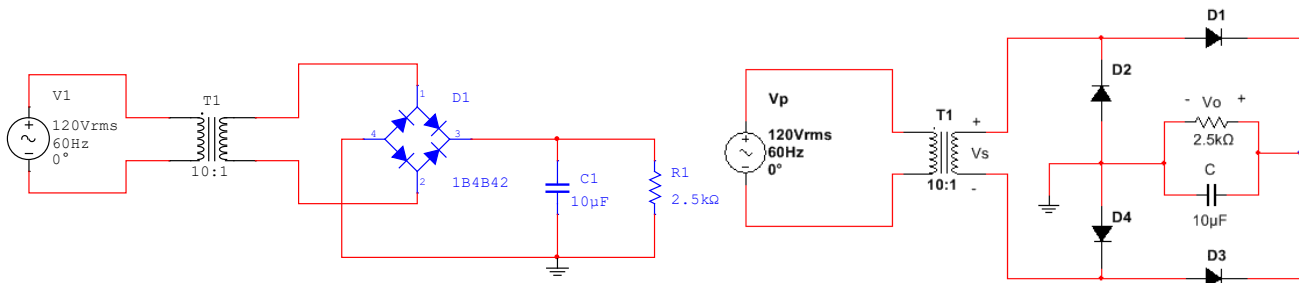 V1
120Vrms
60Hz
0°
T1
10:1
1
D1
4
3
2
1B4B42
C1
10µF
R1
2.5kΩ
Vp
120Vrms
60Hz
0°
T1
+
Vs
-
10:1
D1
D2
- Vo +
2.5kΩ
C
10µF
D4
D3